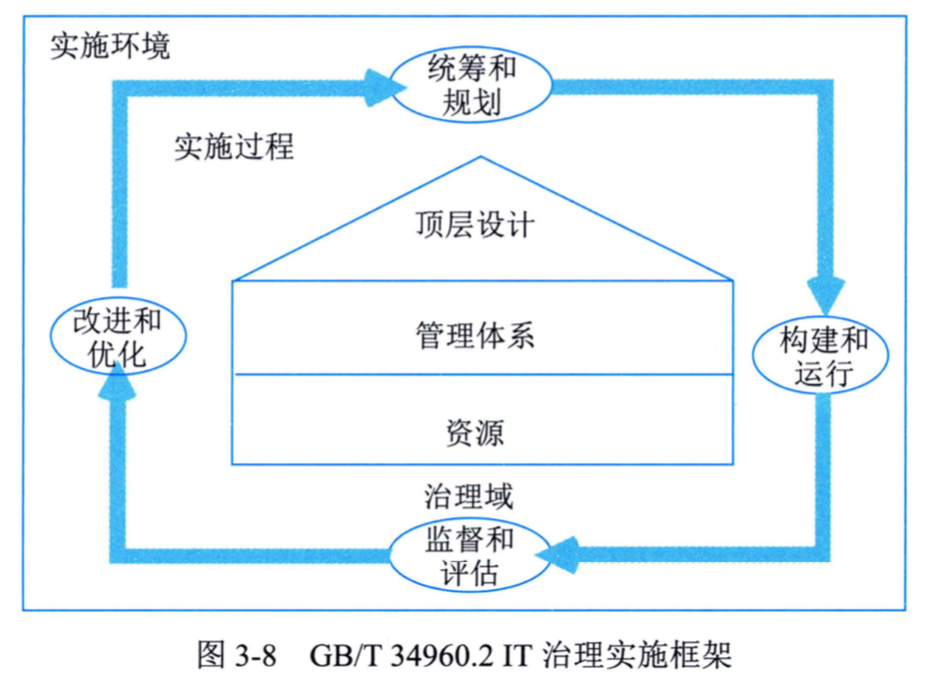 实施环境
统筹和
规划
实施过程
顶层设计
改进和
优化
管理体系
构建和
运行
资源
治理域
监督和
评估
图 3-8 GB/T 34960.2 IT 治理实施框架